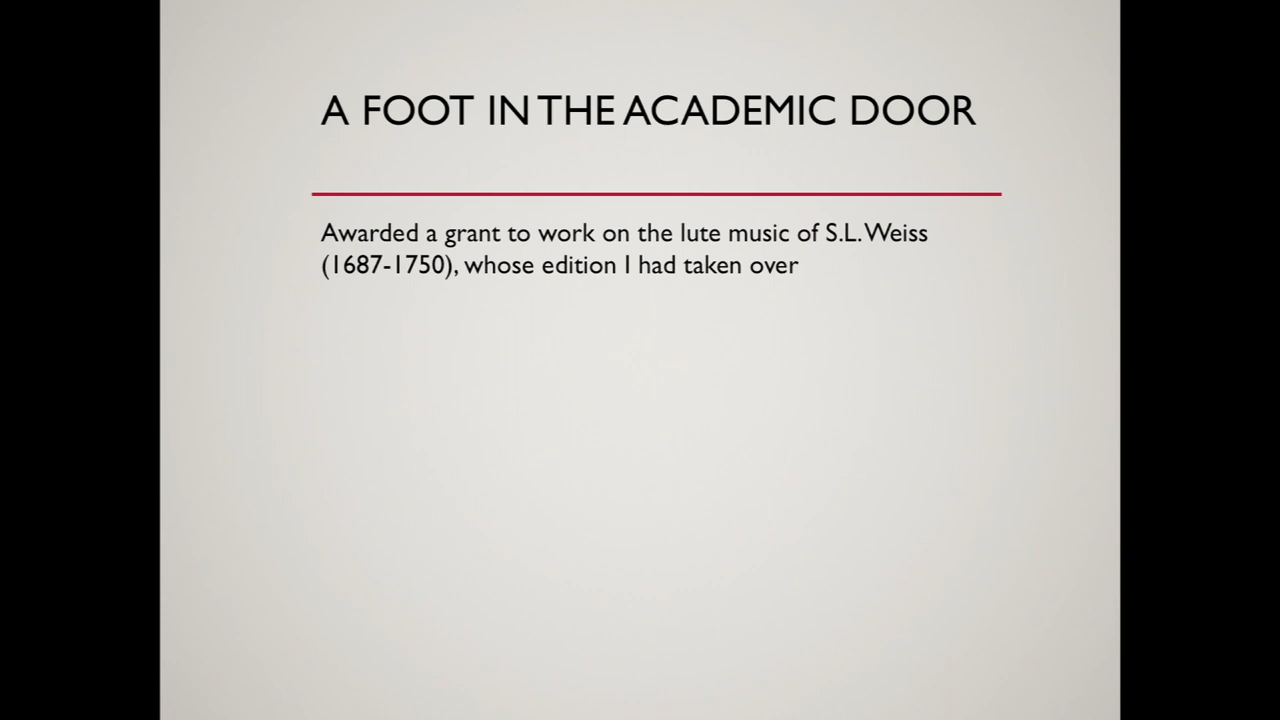 A FOOT IN THE ACADEMIC DOOR
Awarded a grant to work on the lute music of S.L. Weiss
(1687-1750), whose edition I had taken over